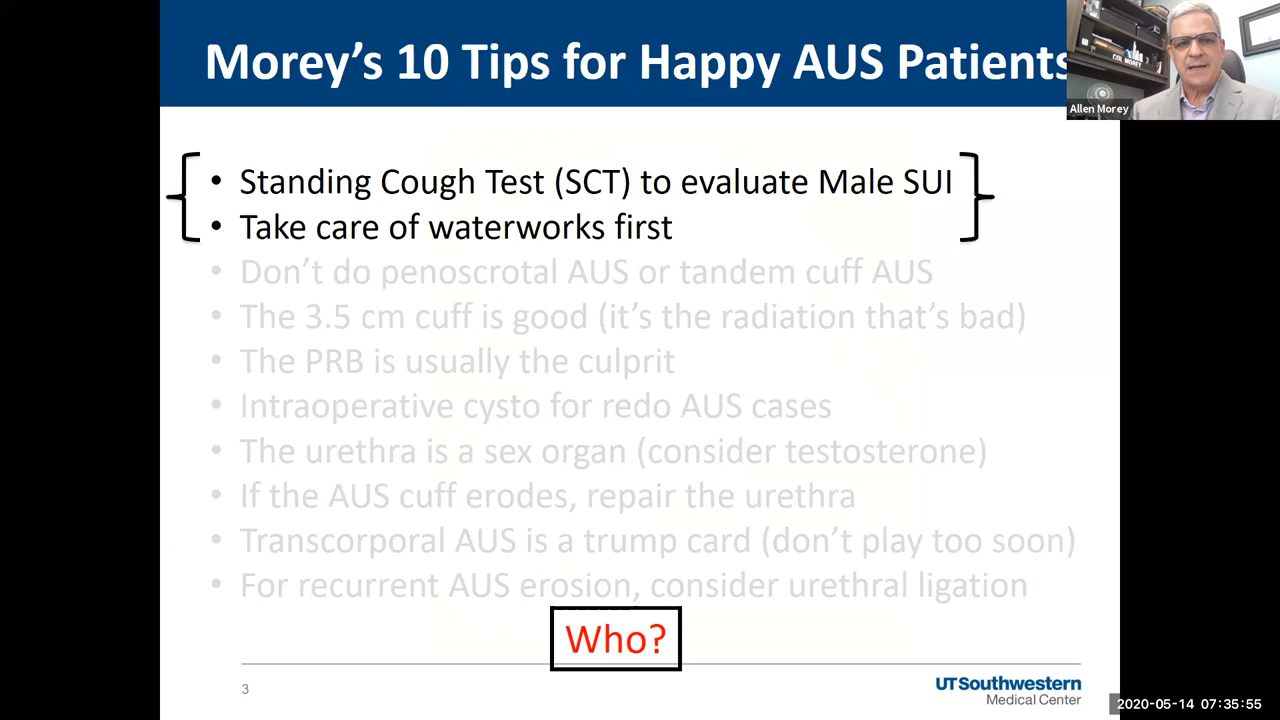 Morey's 10 Tips for Happy AUS Patients
COL MOREY
Allen Morey
• Standing Cough Test (SCT) to evaluate Male SUI
• Take care of waterworks first
• Don't do penoscrotal AUS or tandem cuff AUS
• The 3.5 cm cuff is good (it's the radiation that's bad)
• The PRB is usually the culprit
• Intraoperative cysto for redo AUS cases
• The urethra is a sex organ (consider testosterone)
• If the AUS cuff erodes, repair the urethra
• Transcorporal AUS is a trump card (don't play too soon)
• For recurrent AUS erosion, consider urethral ligation
Who?
3
UTSouthwestern
Medical Center
2020-05-14 07:35:55